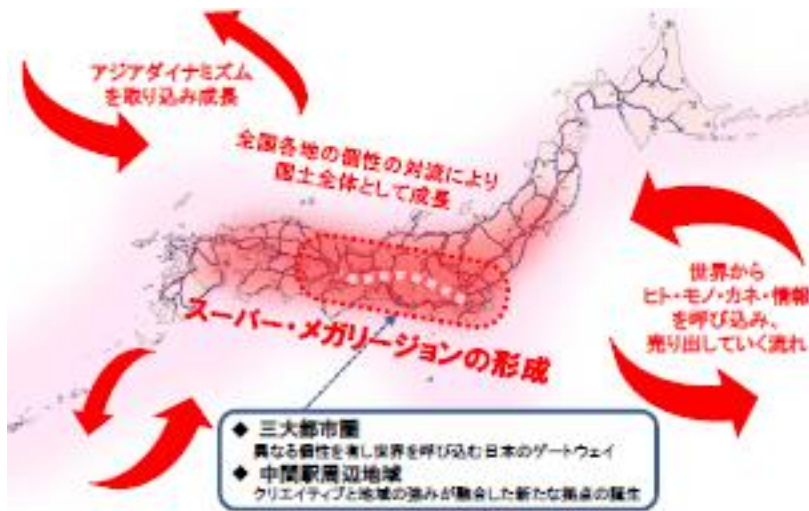 アジアダイナミズム
を取り込み成長
全国各地の個性の対流により
国土全体として成長
世界から
ヒト・モノ・カネ・情報
を呼び込み、
売り出していく流れ
スーパー・メガリージョンの形成
◆ 三大都市圏
異なる個性を有し世界を呼び込む日本のゲートウェイ
◆ 中間駅周辺地域
クリエイティブと地域の強みが融合した新たな拠点の誕生